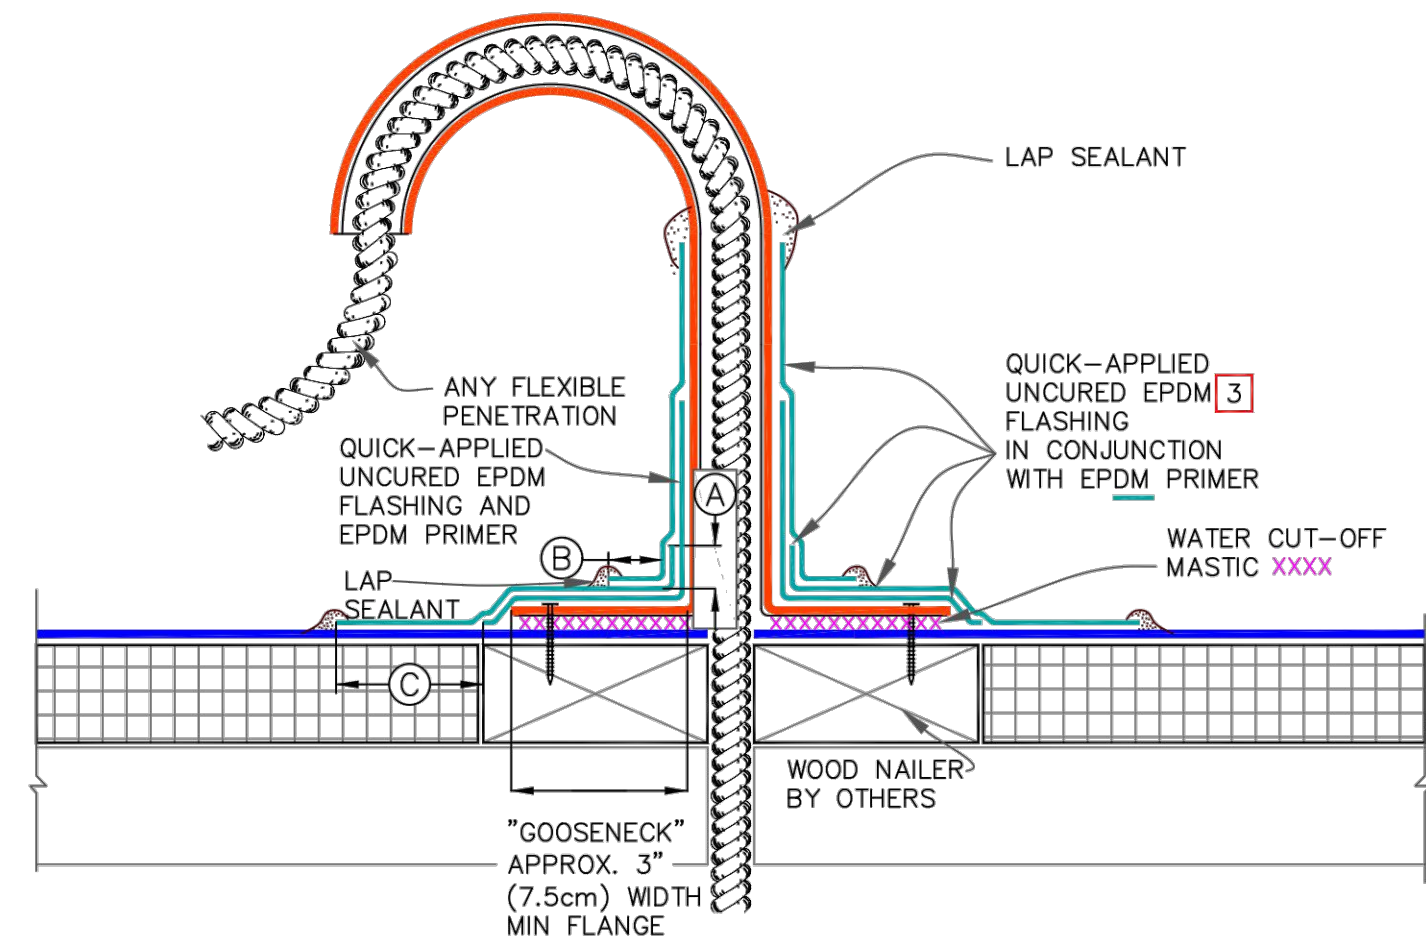 LAP SEALANT
ANY FLEXIBLE
PENETRATION
QUICK-APPLIED
UNCURED EPDM
FLASHING AND
EPDM PRIMER
QUICK-APPLIED
UNCURED EPDM 3
FLASHING
IN CONJUNCTION
WITH EPDM PRIMER
A
B
WATER CUT-OFF
MASTIC XXXX
LAP
SEALANT
C
WOOD NAILER
BY OTHERS
"GOOSENECK"
APPROX. 3"
(7.5cm) WIDTH
MIN FLANGE